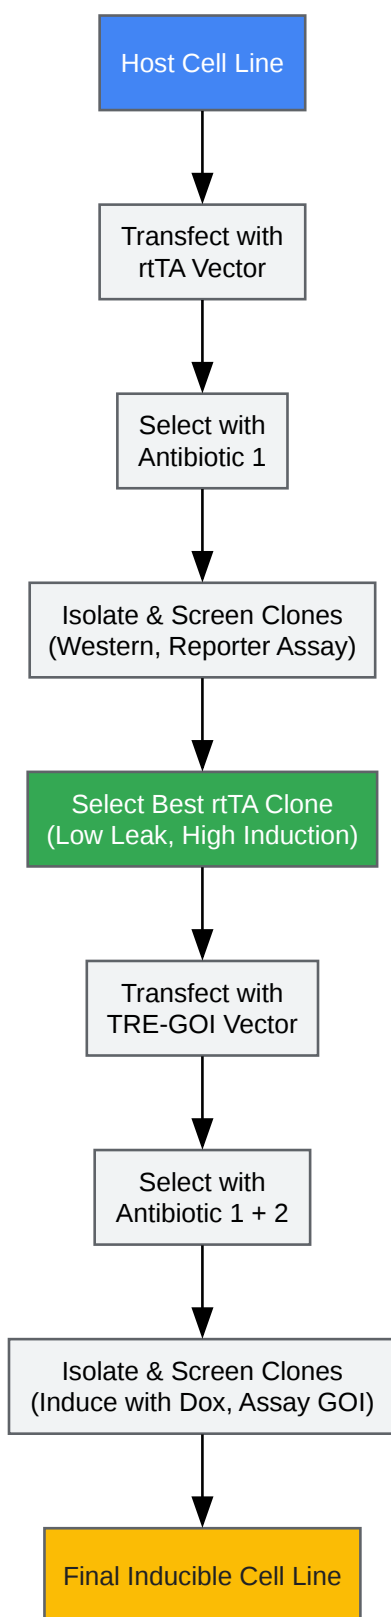 Host Cell Line
Transfect with
rtTA Vector
Select with
Antibiotic 1
Isolate & Screen Clones
(Western, Reporter Assay)
Select Best rtTA Clone
(Low Leak, High Induction)
Transfect with
TRE-GOI Vector
Select with
Antibiotic 1 + 2
Isolate & Screen Clones
(Induce with Dox, Assay GOI)
Final Inducible Cell Line